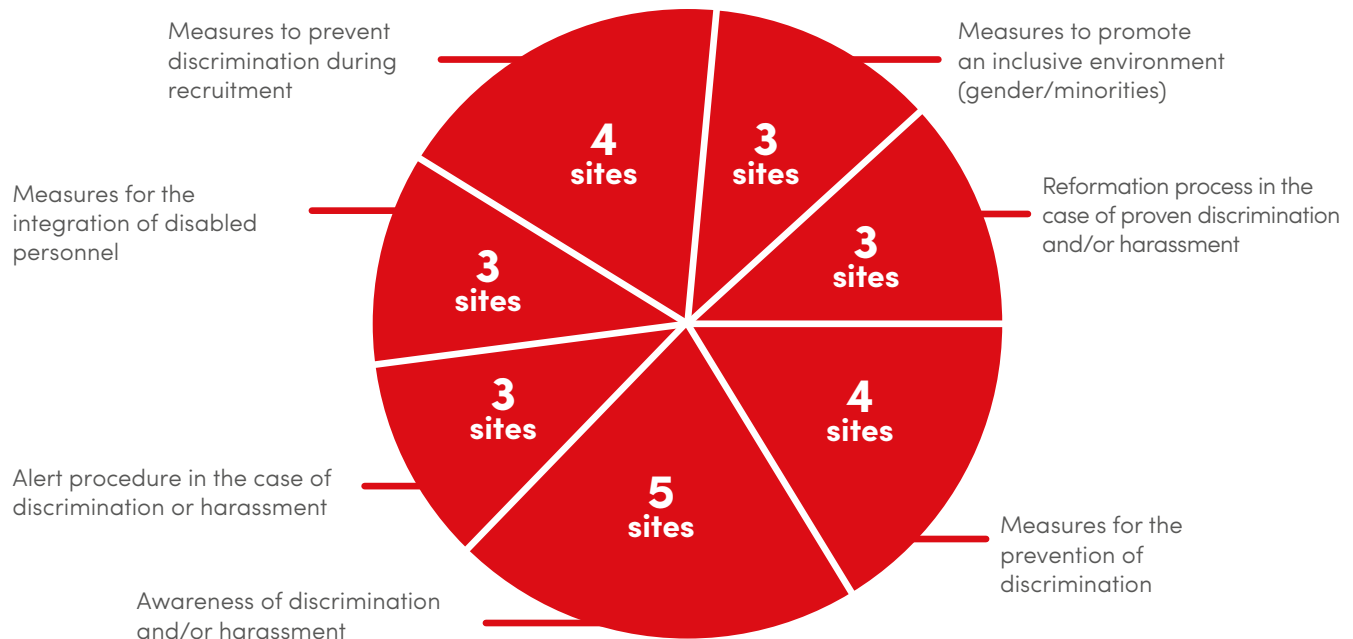 Measures to prevent
discrimination during
recruitment
4
sites
Measures to promote
an inclusive environment
(gender/minorities)
3
sites
Reformation process in the
case of proven discrimination
and/or harassment
3
sites
Measures for the
prevention of
discrimination
4
sites
Awareness of discrimination
and/or harassment
5
sites
Alert procedure in the case of
discrimination or harassment
3
sites
Measures for the
integration of disabled
personnel
3
sites